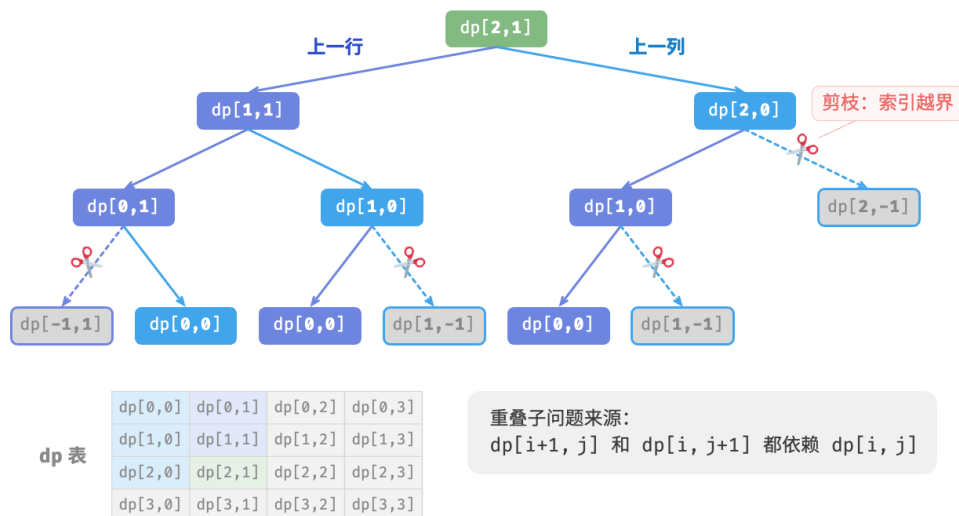 dp[2,1]
上一行
上一列
dp[1,1]
dp[2,0]
剪枝：索引越界
dp[0,1]
dp[1,0]
dp[1,0]
dp[2,-1]
dp[-1,1]
dp[0,0]
dp[0,0]
dp[1,-1]
dp[0,0]
dp[1,-1]
dp 表
dp[0,0] dp[0,1] dp[0,2] dp[0,3]
dp[1,0] dp[1,1] dp[1,2] dp[1,3]
dp[2,0] dp[2,1] dp[2,2] dp[2,3]
dp[3,0] dp[3,1] dp[3,2] dp[3,3]
重叠子问题来源：
dp[i+1,j] 和 dp[i,j+1] 都依赖 dp[i,j]